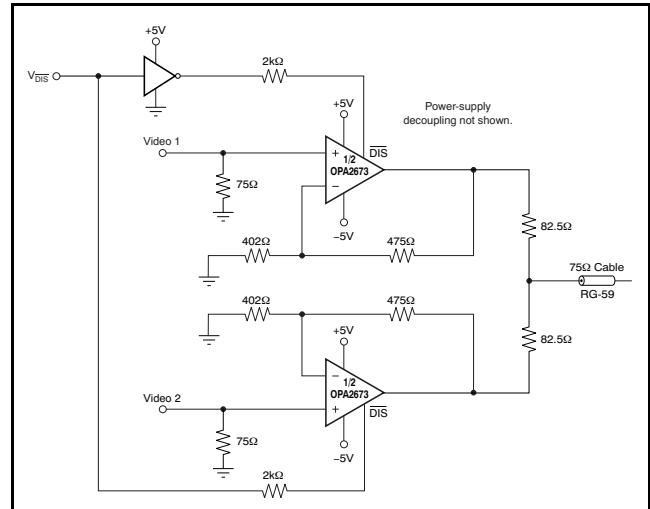 +5V
2kΩ
VDIS
+5V
Power-supply
decoupling not shown.
Video 1
+
1/2
OPA2673
DIS
−
75Ω
−5V
82.5Ω
402Ω
475Ω
75Ω Cable
RG-59
402Ω
475Ω
+5V
82.5Ω
−
1/2
OPA2673
Video 2
+
DIS
75Ω
−5V
2kΩ